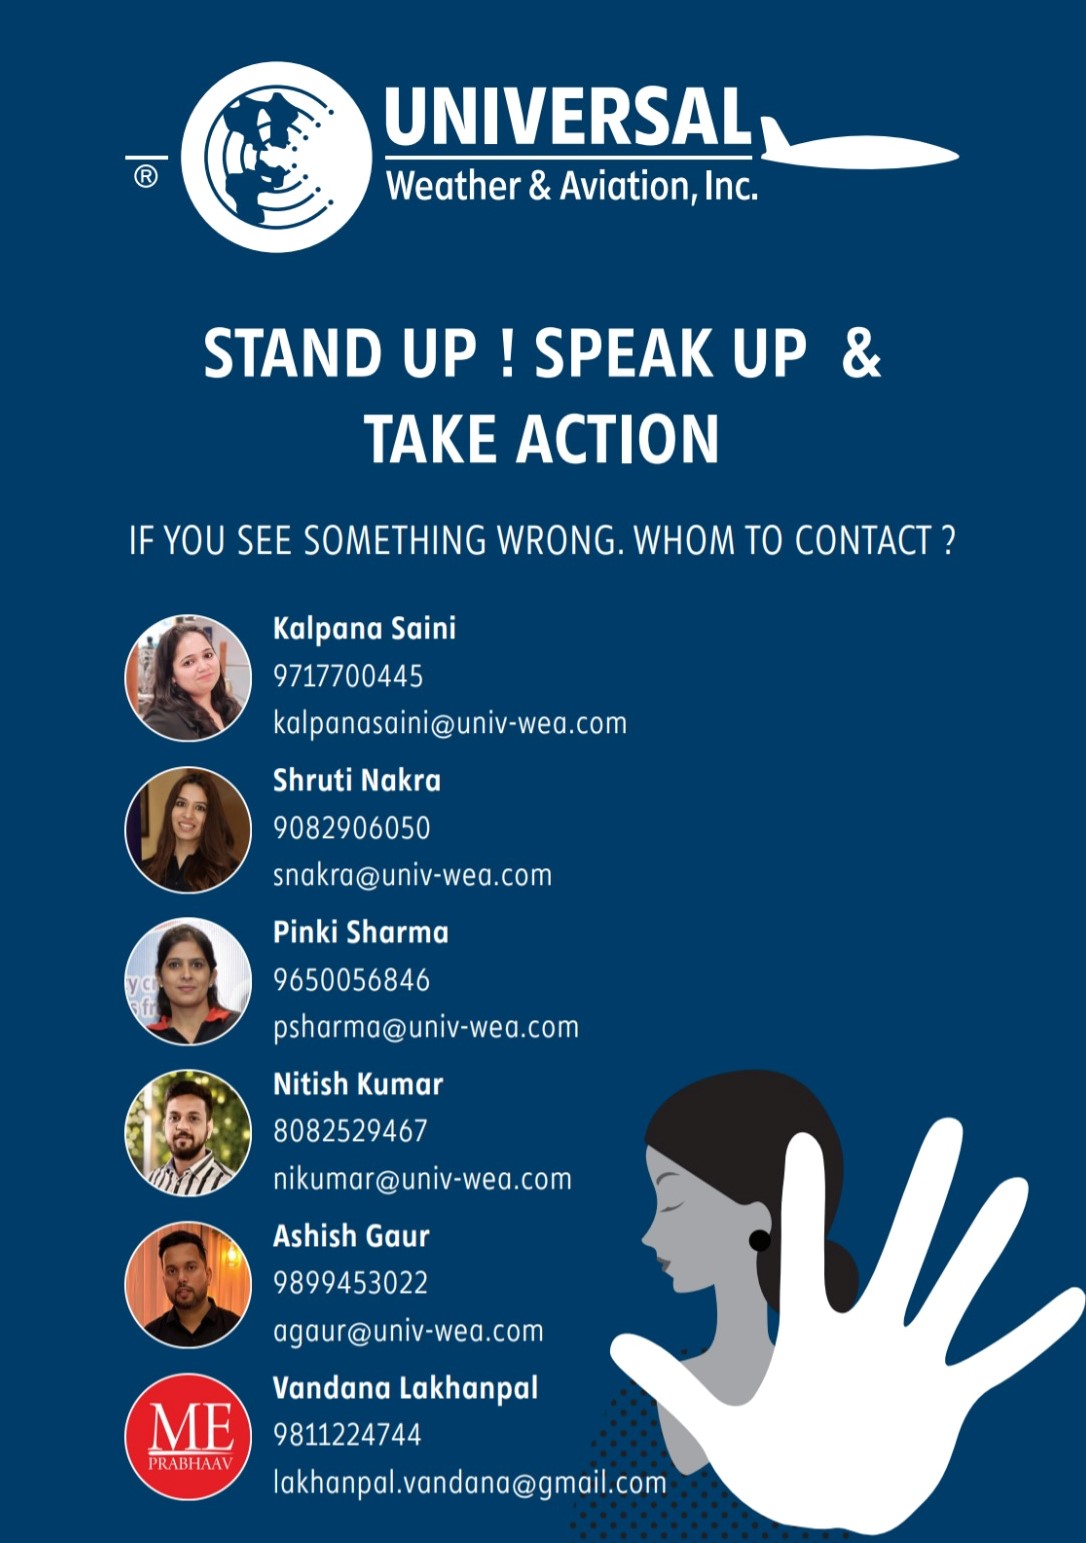 UNIVERSAL
®
Weather & Aviation, Inc.
STAND UP ! SPEAK UP &
TAKE ACTION
IF YOU SEE SOMETHING WRONG. WHOM TO CONTACT ?
Kalpana Saini
9717700445
kalpanasaini@univ-wea.com
Shruti Nakra
9082906050
snakra@univ-wea.com
Pinki Sharma
9650056846
psharma@univ-wea.com
Nitish Kumar
8082529467
nikumar@univ-wea.com
Ashish Gaur
9899453022
agaur@univ-wea.com
Vandana Lakhanpal
ME
PRABHAAV
9811224744
lakhanpal.vandana@gmail.com